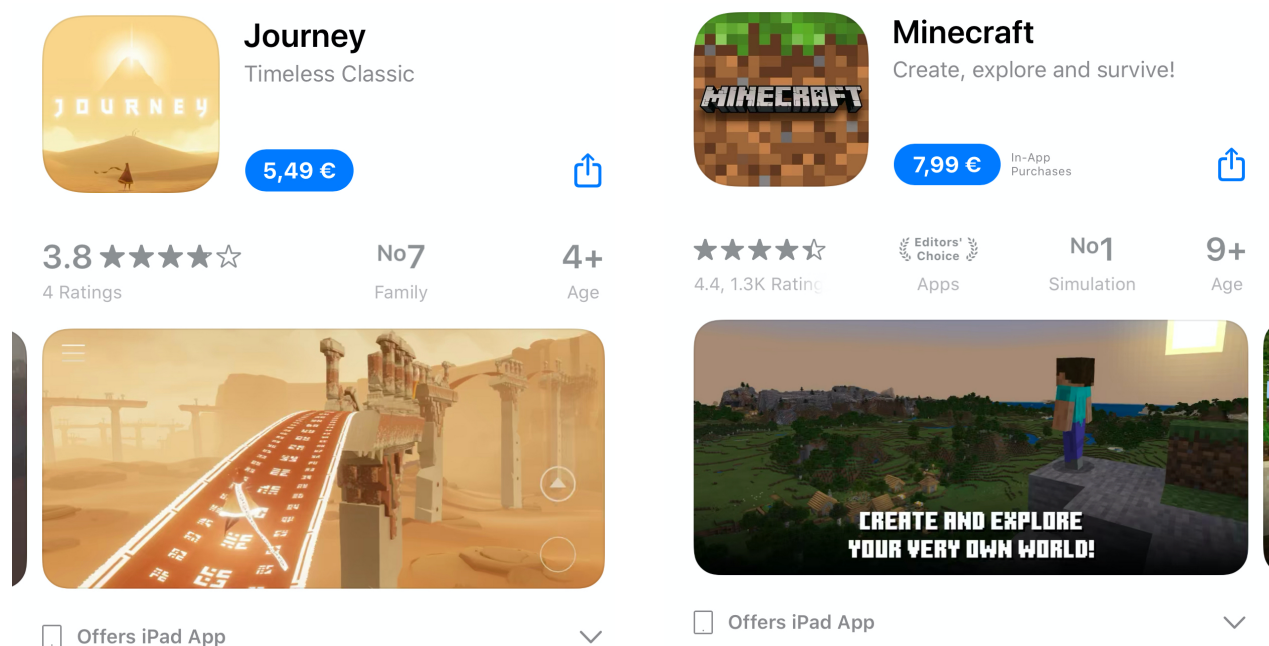 JOURNEY
Journey
Timeless Classic
5,49 €
3.8
4 Ratings
No7
Family
4+
Age
Offers iPad App
MINECRAFT
Minecraft
Create, explore and survive!
7,99 €
In-App
Purchases
4.4, 1.3K Rating
Editors'
Choice
Apps
No1
Simulation
9+
Age
CREATE AND EXPLORE
YOUR VERY OWN WORLD!
Offers iPad App